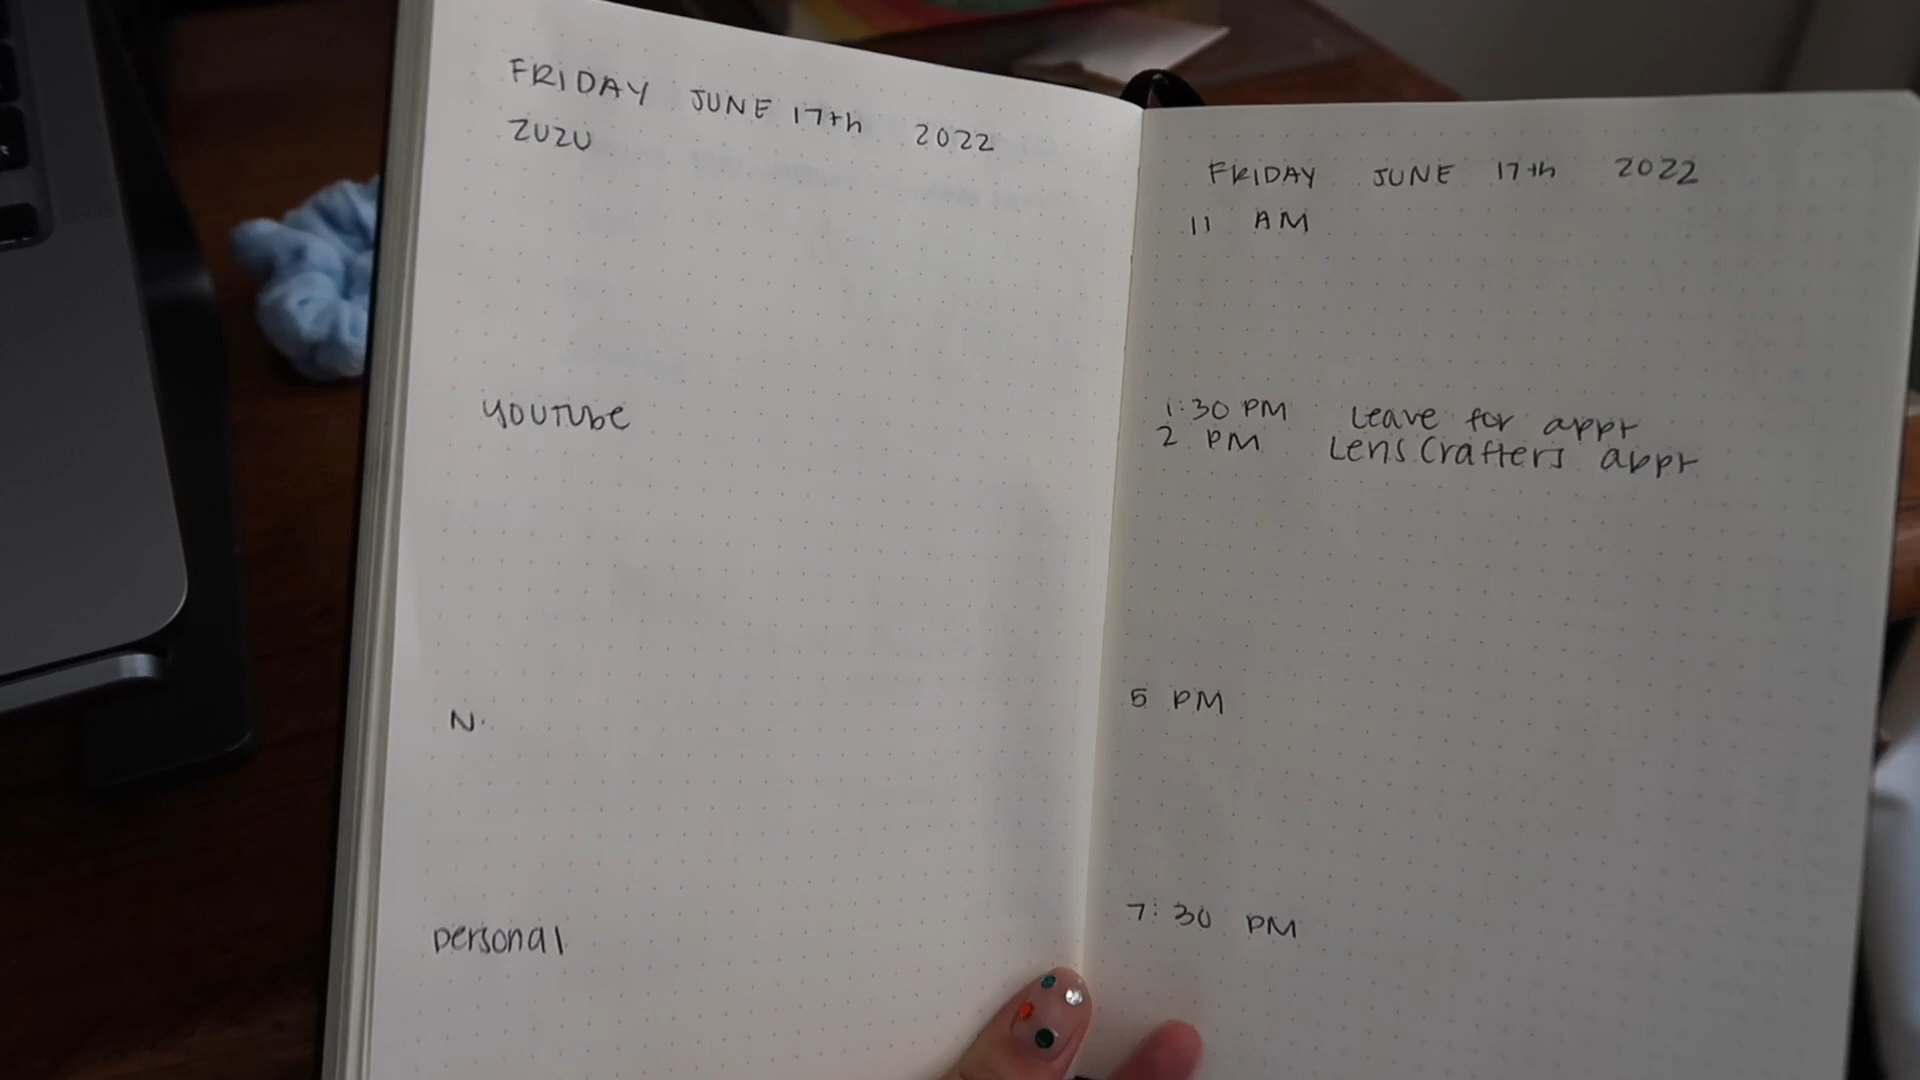 FRIDAY JUNE 17th 2022
ZUZU
YOUTUbe
N.
personal
FRIDAY JUNE 17th 2022
11 AM
1:30 PM Leave for appt
2 PM LensCrafters appt
5 PM
7:30 PM